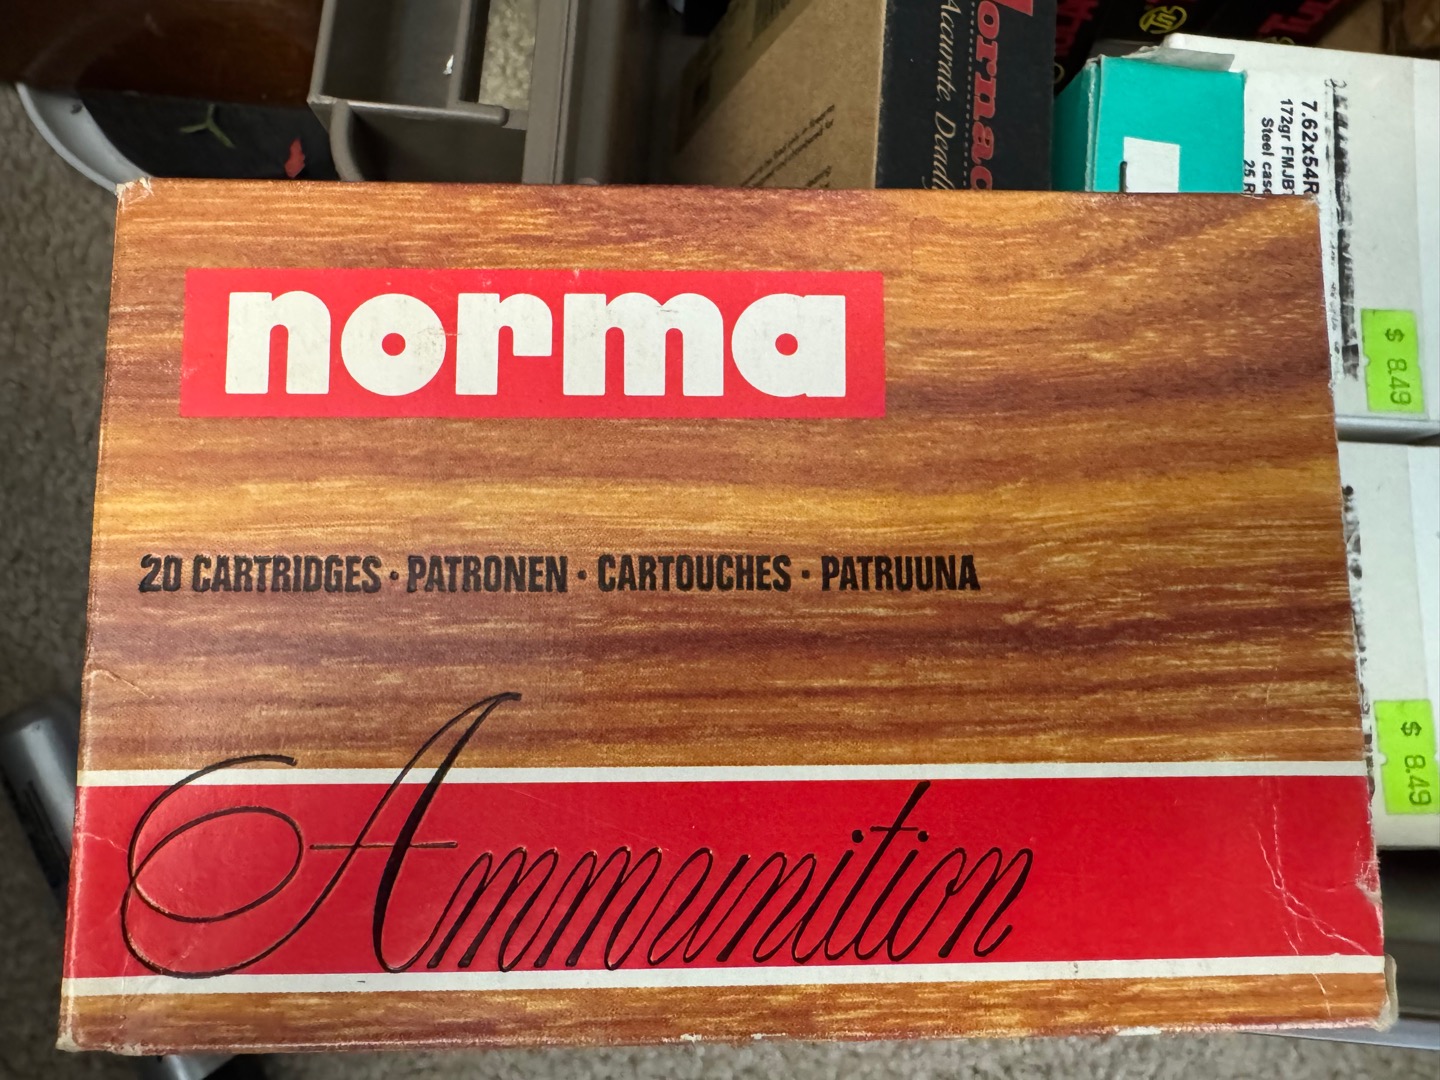 norma
20 CARTRIDGES · PATRONEN · CARTOUCHES · PATRUUNA
Ammunition
Accurate, Deadly
7.62x54R
172gr FMJBT
Steel case
$ 8.49
$ 8.49